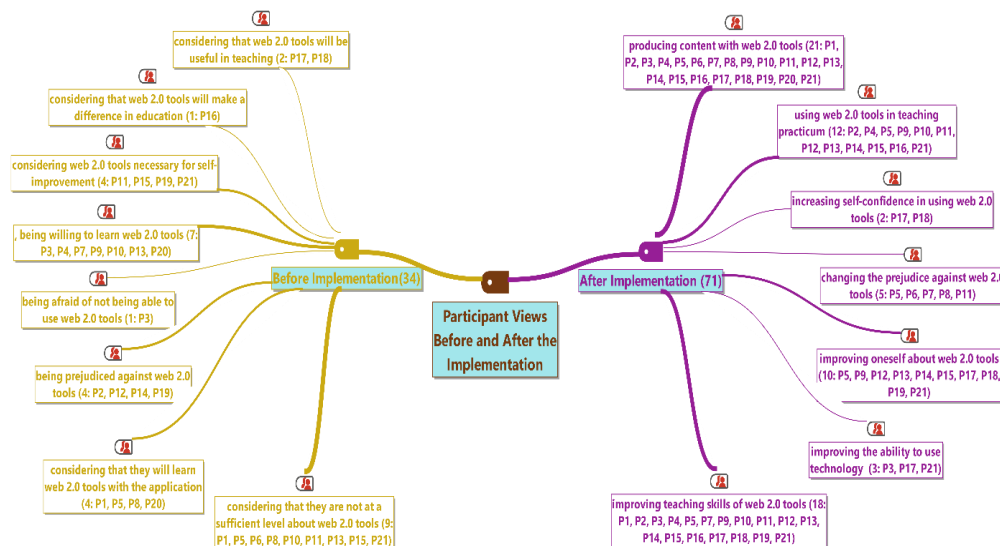 considering that web 2.0 tools will be
useful in teaching (2: P17, P18)
considering that web 2.0 tools will make a
difference in education (1: P16)
considering web 2.0 tools necessary for self-
improvement (4: P11, P15, P19, P21)
, being willing to learn web 2.0 tools (7:
P3, P4, P7, P9, P10, P13, P20)
being afraid of not being able to
use web 2.0 tools (1: P3)
being prejudiced against web 2.0
tools (4: P2, P12, P14, P19)
considering that they will learn
web 2.0 tools with the application
(4: P1, P5, P8, P20)
considering that they are not at a
sufficient level about web 2.0 tools (9:
P1, P5, P6, P8, P10, P11, P13, P15, P21)
Before Implementation(34)
Participant Views
Before and After the
Implementation
After Implementation (71)
producing content with web 2.0 tools (21: P1,
P2, P3, P4, P5, P6, P7, P8, P9, P10, P11, P12, P13,
P14, P15, P16, P17, P18, P19, P20, P21)
using web 2.0 tools in teaching
practicum (12: P2, P4, P5, P9, P10, P11,
P12, P13, P14, P15, P16, P21)
increasing self-confidence in using web 2.0
tools (2: P17, P18)
changing the prejudice against web 2.0
tools (5: P5, P6, P7, P8, P11)
improving oneself about web 2.0 tools
(10: P5, P9, P12, P13, P14, P15, P17, P18,
P19, P21)
improving the ability to use
technology (3: P3, P17, P21)
improving teaching skills of web 2.0 tools (18:
P1, P2, P3, P4, P5, P7, P9, P10, P11, P12, P13,
P14, P15, P16, P17, P18, P19, P21)